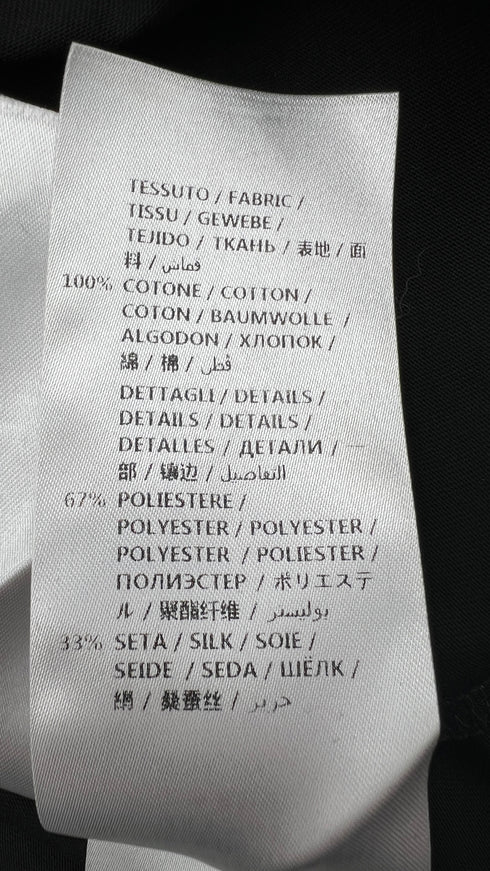 TESSUTO / FABRIC /
TISSU / GEWEBE /
TEJIDO / ТКАНЬ / 表地 / 面
料 / قماش
100% COTONE / COTTON /
COTON / BAUMWOLLE /
ALGODON / ХЛОПОК /
綿 / 棉 / قطن
DETTAGLI / DETAILS /
DETAILS / DETAILS /
DETALLES / ДЕТАЛИ / 一
部 / 镶边 / التفاصيل
67% POLIESTERE /
POLYESTER / POLYESTER /
POLYESTER / POLIESTER /
ПОЛИЭСТЕР / ポリエステ
ル / 聚酯纤维 / بوليستر
33% SETA / SILK / SOIE /
SEIDE / SEDA / ШЁЛК /
絹 / 桑蚕丝 / حرير